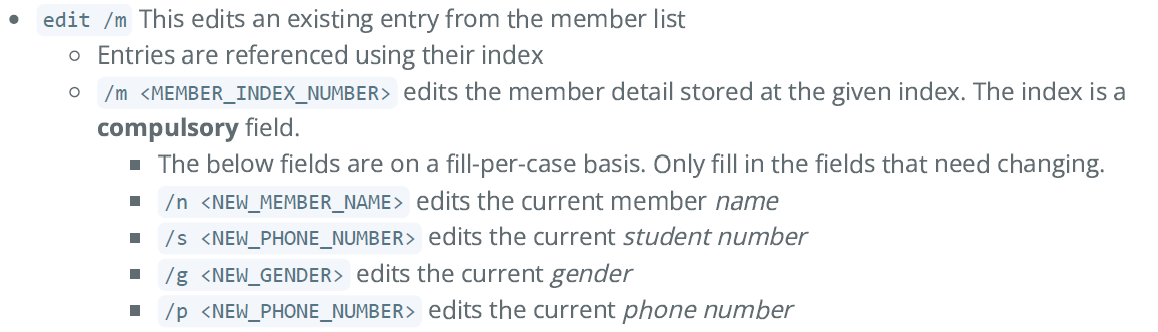 edit /m This edits an existing entry from the member list
Entries are referenced using their index
/m <MEMBER_INDEX_NUMBER> edits the member detail stored at the given index. The index is a
compulsory field.
The below fields are on a fill-per-case basis. Only fill in the fields that need changing.
/n <NEW_MEMBER_NAME> edits the current member name
/s <NEW_PHONE_NUMBER> edits the current student number
/g <NEW_GENDER> edits the current gender
/p <NEW_PHONE_NUMBER> edits the current phone number